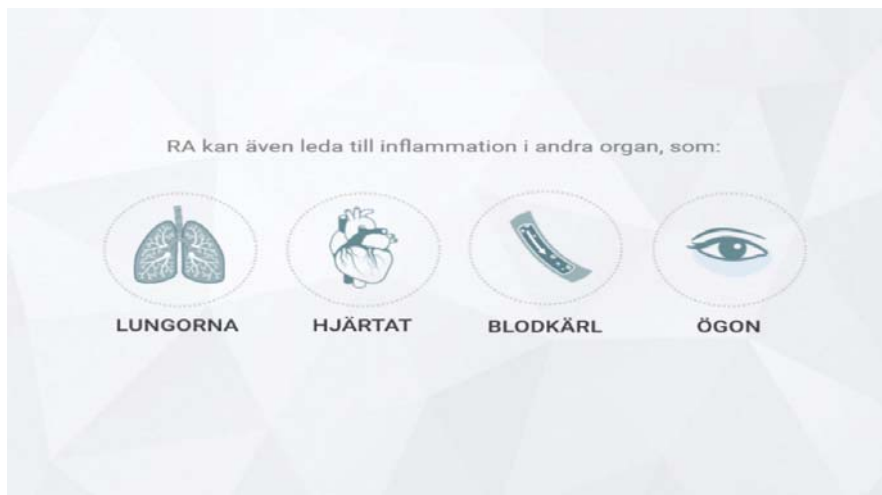 RA kan även leda till inflammation i andra organ, som:
LUNGORNA HJÄRTAT BLODKÄRL ÖGON